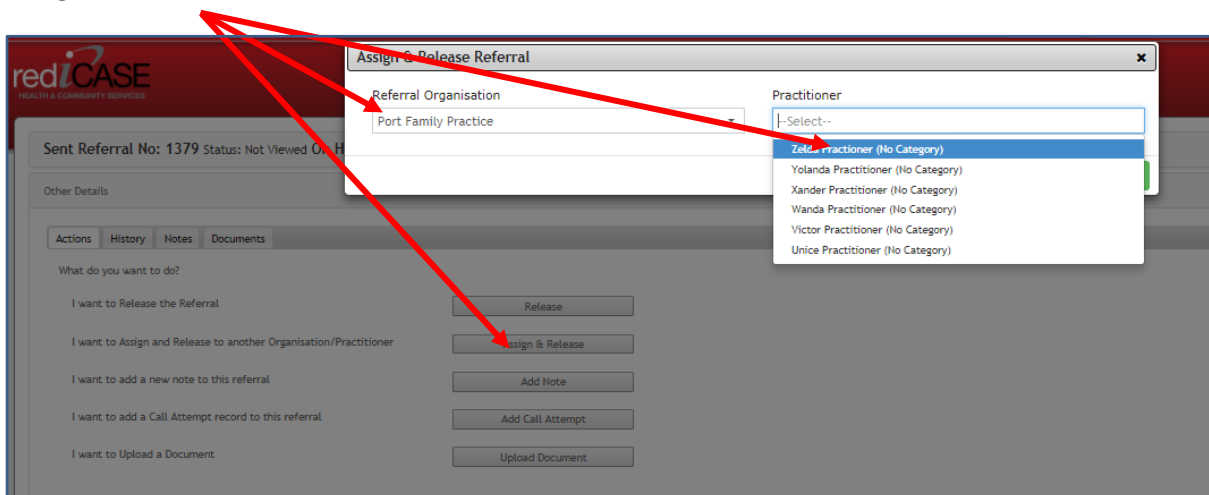 rediCASE
HEALTH & COMMUNITY SERVICES
Assign & Release Referral
Referral Organisation
Practitioner
Port Family Practice
--Select--
Zelda Practioner (No Category)
Yolanda Practitioner (No Category)
Xander Practitioner (No Category)
Wanda Practitioner (No Category)
Victor Practitioner (No Category)
Unice Practitioner (No Category)
Sent Referral No: 1379 Status: Not Viewed On H
Other Details
Actions History Notes Documents
What do you want to do?
I want to Release the Referral
Release
I want to Assign and Release to another Organisation/Practitioner
Assign & Release
I want to add a new note to this referral
Add Note
I want to add a Call Attempt record to this referral
Add Call Attempt
I want to Upload a Document
Upload Document